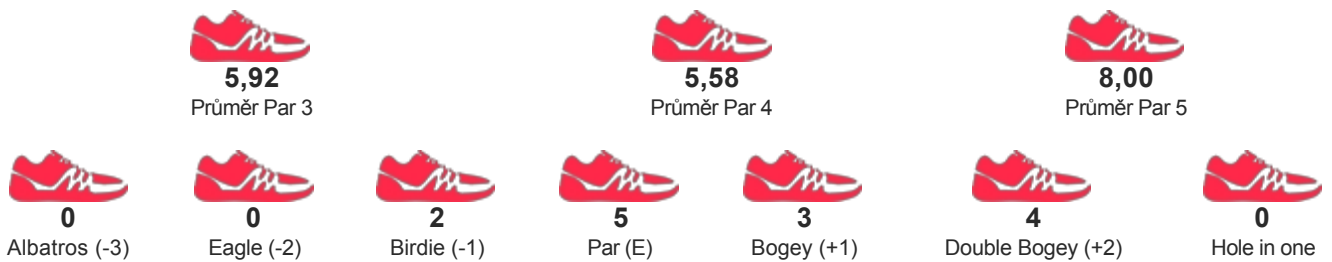 5,92 5,58 8,00
Průměr Par 3 Průměr Par 4 Průměr Par 5
0 0 2 5 3 4 0
Albatros (-3) Eagle (-2) Birdie (-1) Par (E) Bogey (+1) Double Bogey (+2) Hole in one